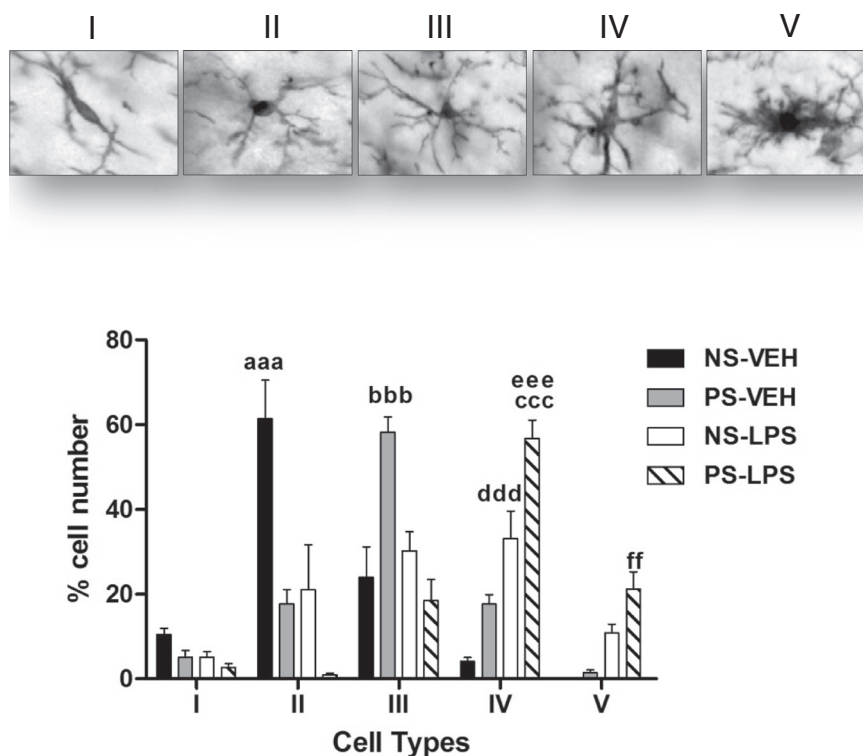 I II III IV V
80
60
40
20
0
% cell number
aaa
bbb
eee
ccc
ddd
ff
NS-VEH
PS-VEH
NS-LPS
PS-LPS
I II III IV V
Cell Types